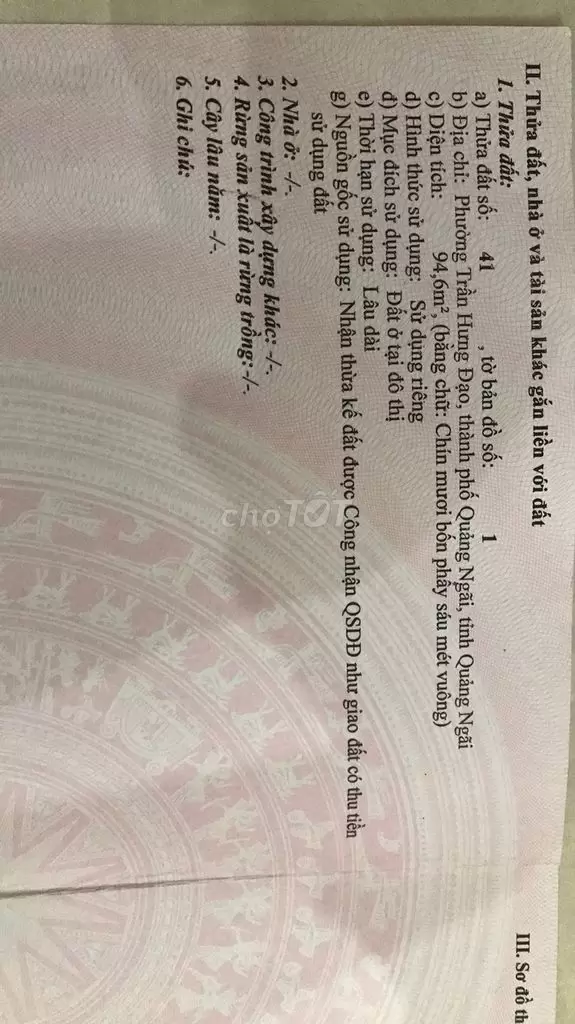 II. Thửa đất, nhà ở và tài sản khác gắn liền với đất
1. Thửa đất:
a) Thửa đất số: 41 , tờ bản đồ số: 1
b) Địa chỉ: Phường Trần Hưng Đạo, thành phố Quảng Ngãi, tỉnh Quảng Ngãi
c) Diện tích: 94,6m², (bằng chữ: Chín mươi bốn phẩy sáu mét vuông)
d) Hình thức sử dụng: Sử dụng riêng
đ) Mục đích sử dụng: Đất ở tại đô thị
e) Thời hạn sử dụng: Lâu dài
g) Nguồn gốc sử dụng: Nhận thừa kế đất được Công nhận QSDĐ như giao đất có thu tiền
sử dụng đất
2. Nhà ở: -/-.
3. Công trình xây dựng khác: -/-.
4. Rừng sản xuất là rừng trồng: -/-.
5. Cây lâu năm: -/-.
6. Ghi chú:
III. Sơ đồ th
choTỐT